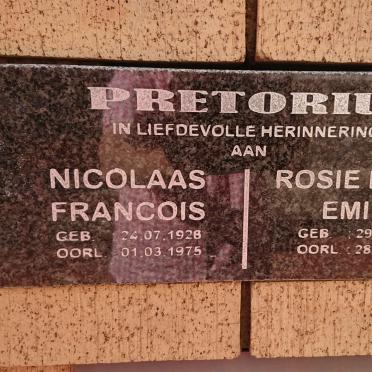 PRETORIU
IN LIEFDEVOLLE HERINNERING
AAN
NICOLAAS
FRANCOIS
GEB 24.07.1928
OORL 01.03.1975
ROSIE
EMI
GEB : 29
OORL : 28